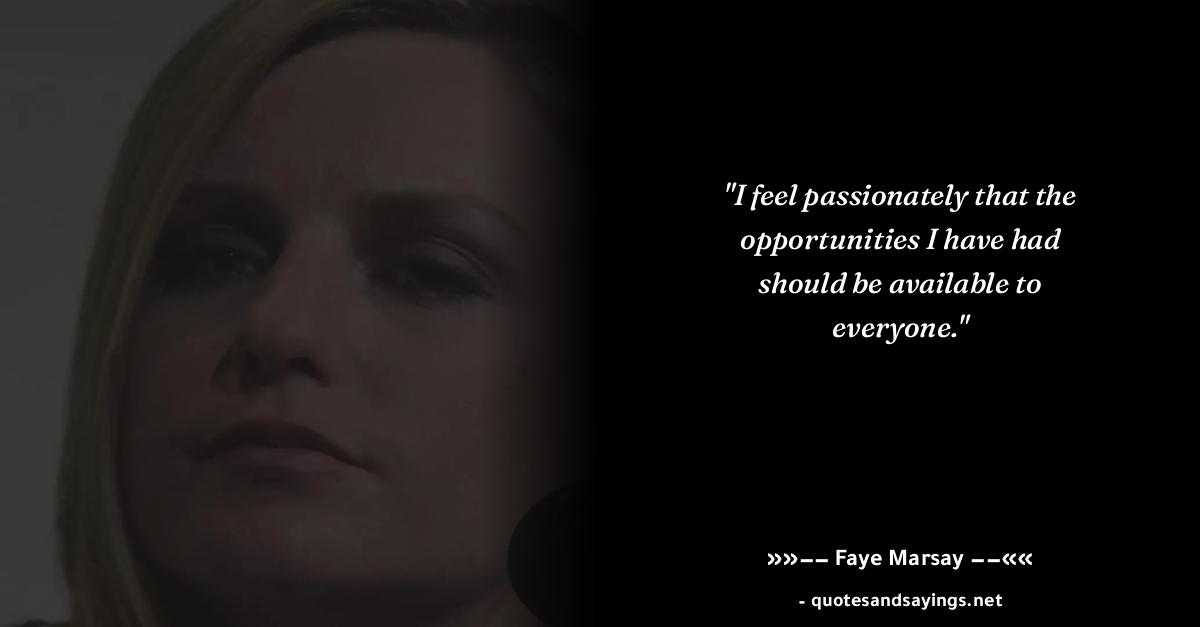 "I feel passionately that the
opportunities I have had
should be available to
everyone."
»»–– Faye Marsay ––««
- quotesandsayings.net